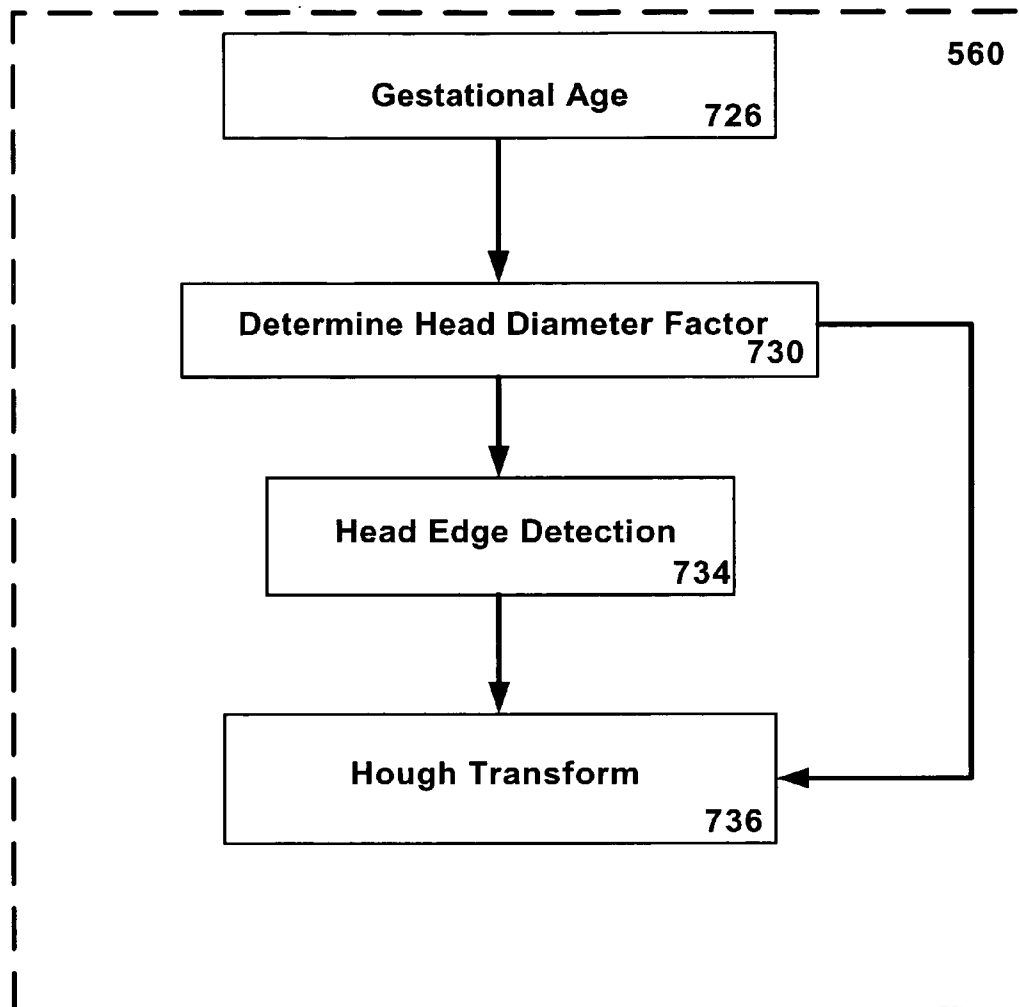 560
Gestational Age
726
Determine Head Diameter Factor
730
Head Edge Detection
734
Hough Transform
736